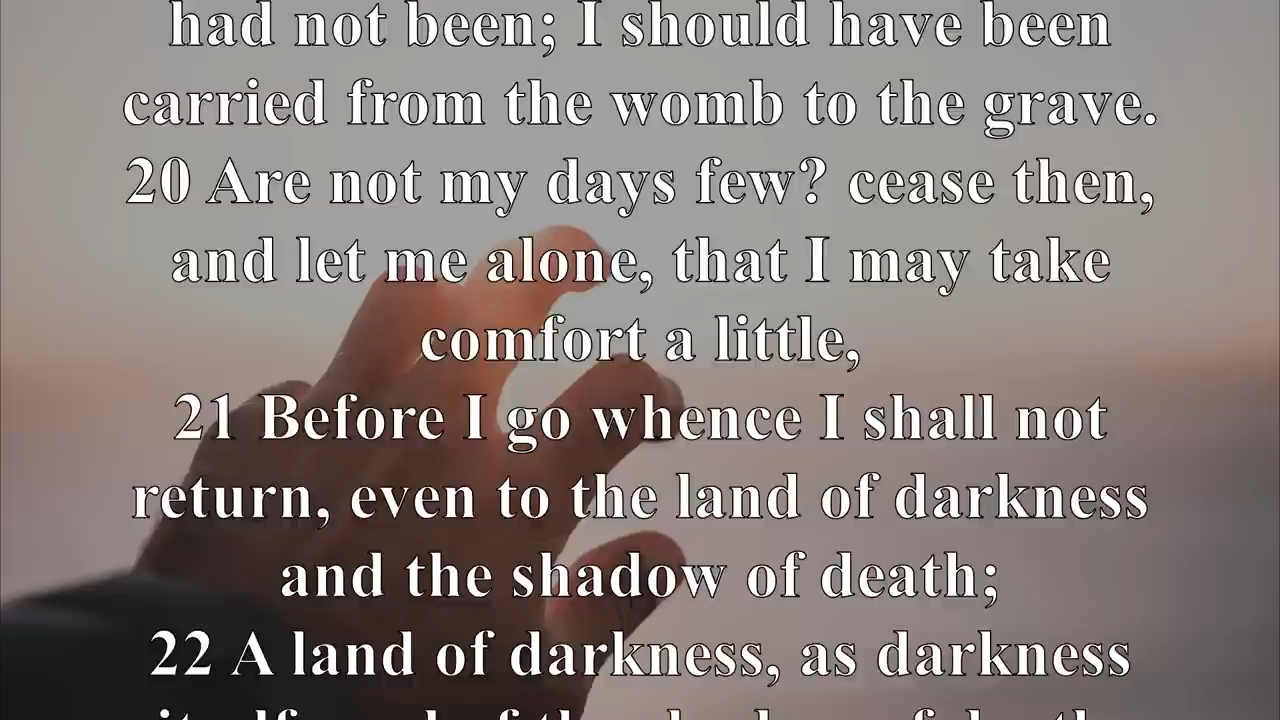 had not been; I should have been
carried from the womb to the grave.
20 Are not my days few? cease then,
and let me alone, that I may take
comfort a little,
21 Before I go whence I shall not
return, even to the land of darkness
and the shadow of death;
22 A land of darkness, as darkness